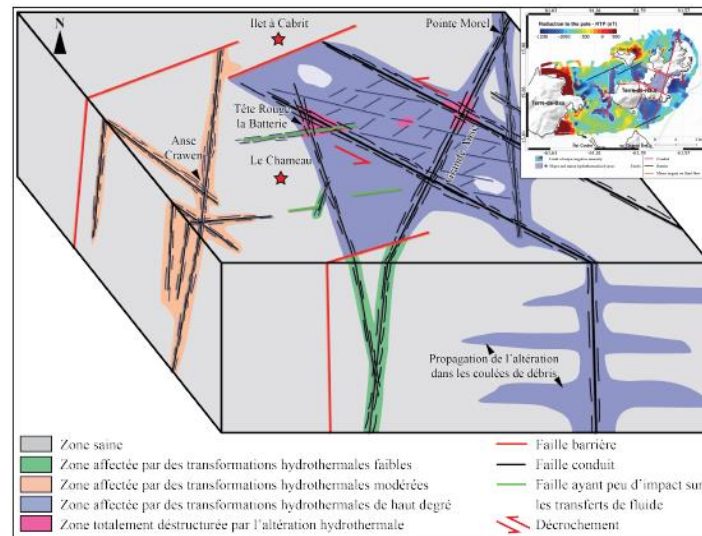 N
Ilet à Cabrit
Pointe Morel
Reduction to the pole - RTP (nT)
Terre-de-Bas
Terre-de-Haut
Tête Rouge
la Batterie
Anse
Crawen
Grande Anse
Le Chameau
Propagation de l'altération
dans les coulées de débris
Zone saine
Zone affectée par des transformations hydrothermales faibles
Zone affectée par des transformations hydrothermales modérées
Zone affectée par des transformations hydrothermales de haut degré
Zone totalement déstructurée par l'altération hydrothermale
Faille barrière
Faille conduit
Faille ayant peu d'impact sur
les transferts de fluide
Décrochement